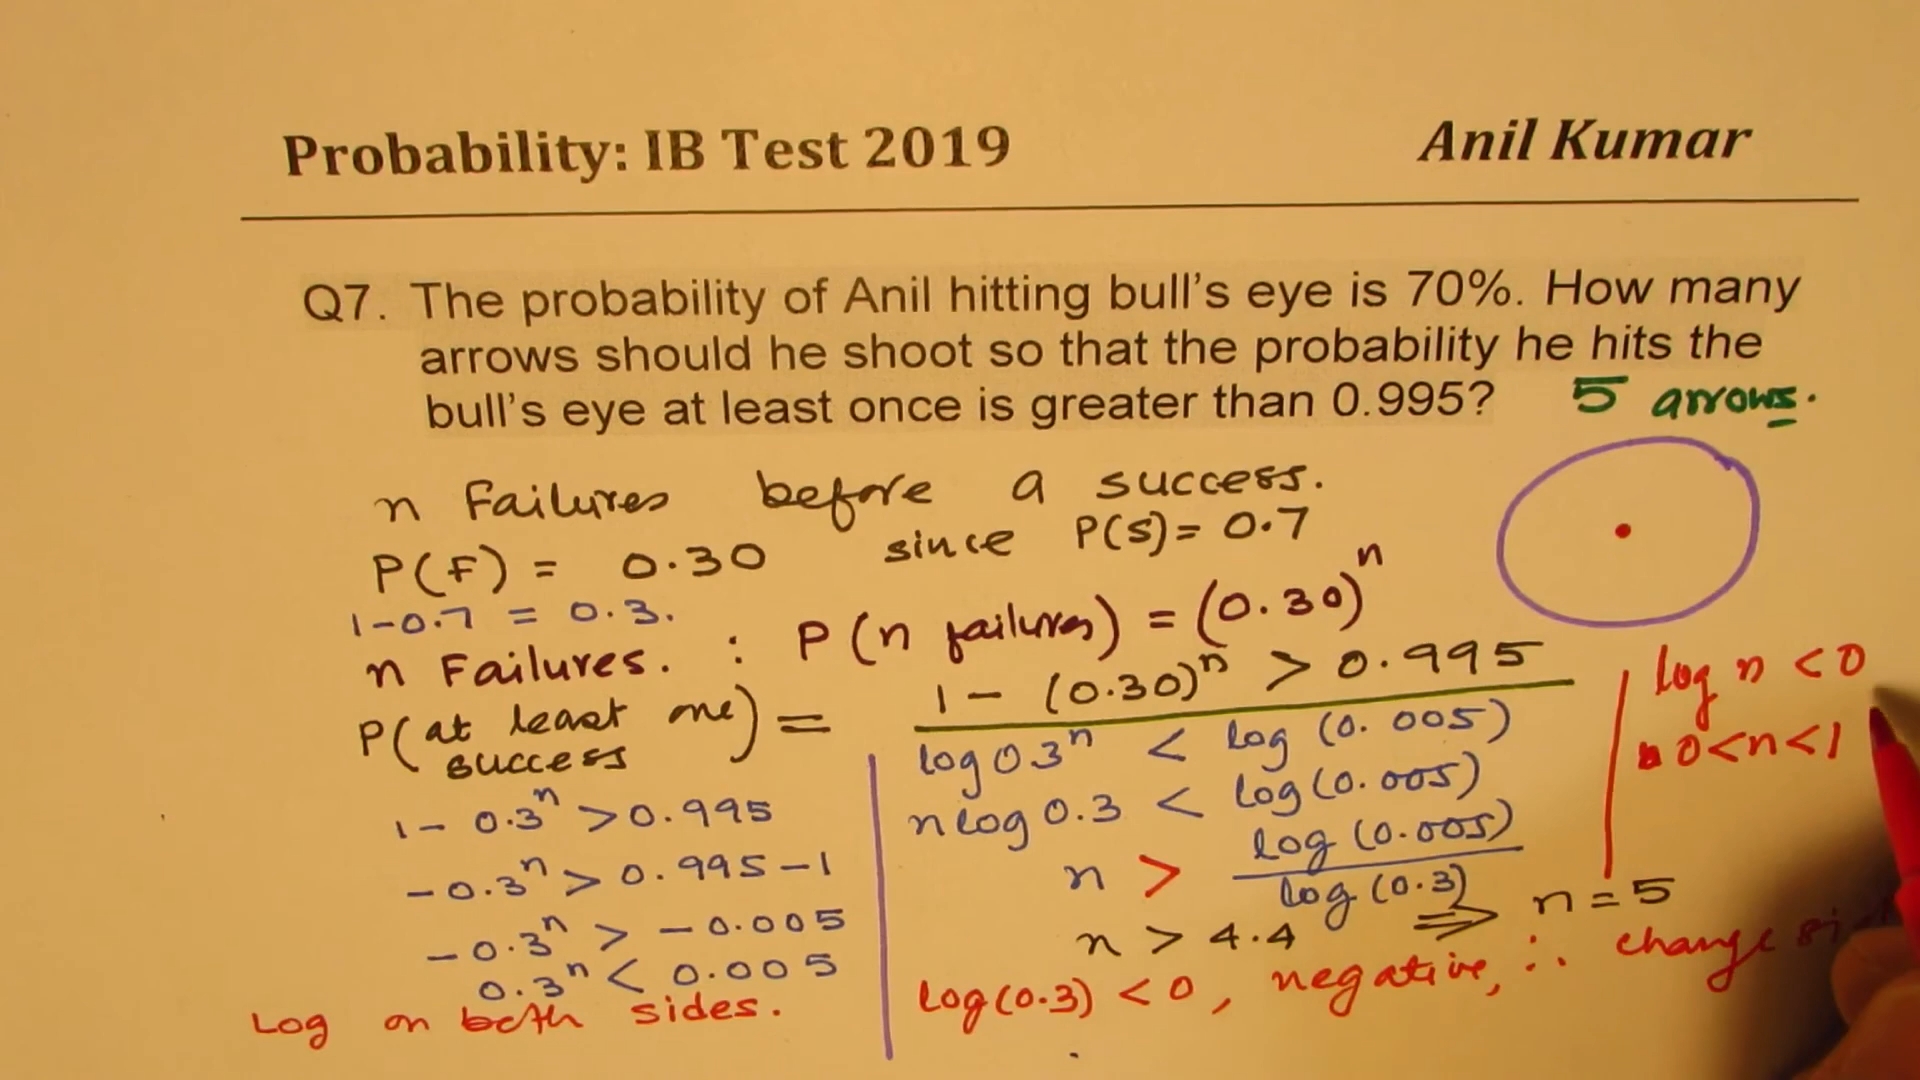 Probability: IB Test 2019 Anil Kumar
Q7. The probability of Anil hitting bull's eye is 70%. How many
arrows should he shoot so that the probability he hits the
bull's eye at least once is greater than 0.995? 5 arrows.
n Failures before a success.
P(F) = 0.30 since P(S) = 0.7
1-0.7 = 0.3.
n Failures. : P(n failures) = (0.30)^n
P(at least one success) = 1 - (0.30)^n > 0.995
1 - 0.3^n > 0.995
-0.3^n > 0.995 - 1
-0.3^n > -0.005
0.3^n < 0.005
Log on both sides.
log 0.3^n < log (0.005)
n log 0.3 < log (0.005)
n > log (0.005) / log (0.3)
n > 4.4 ⇒ n = 5
log (0.3) < 0, negative, ∴ change
log n < 0
0 < n < 1